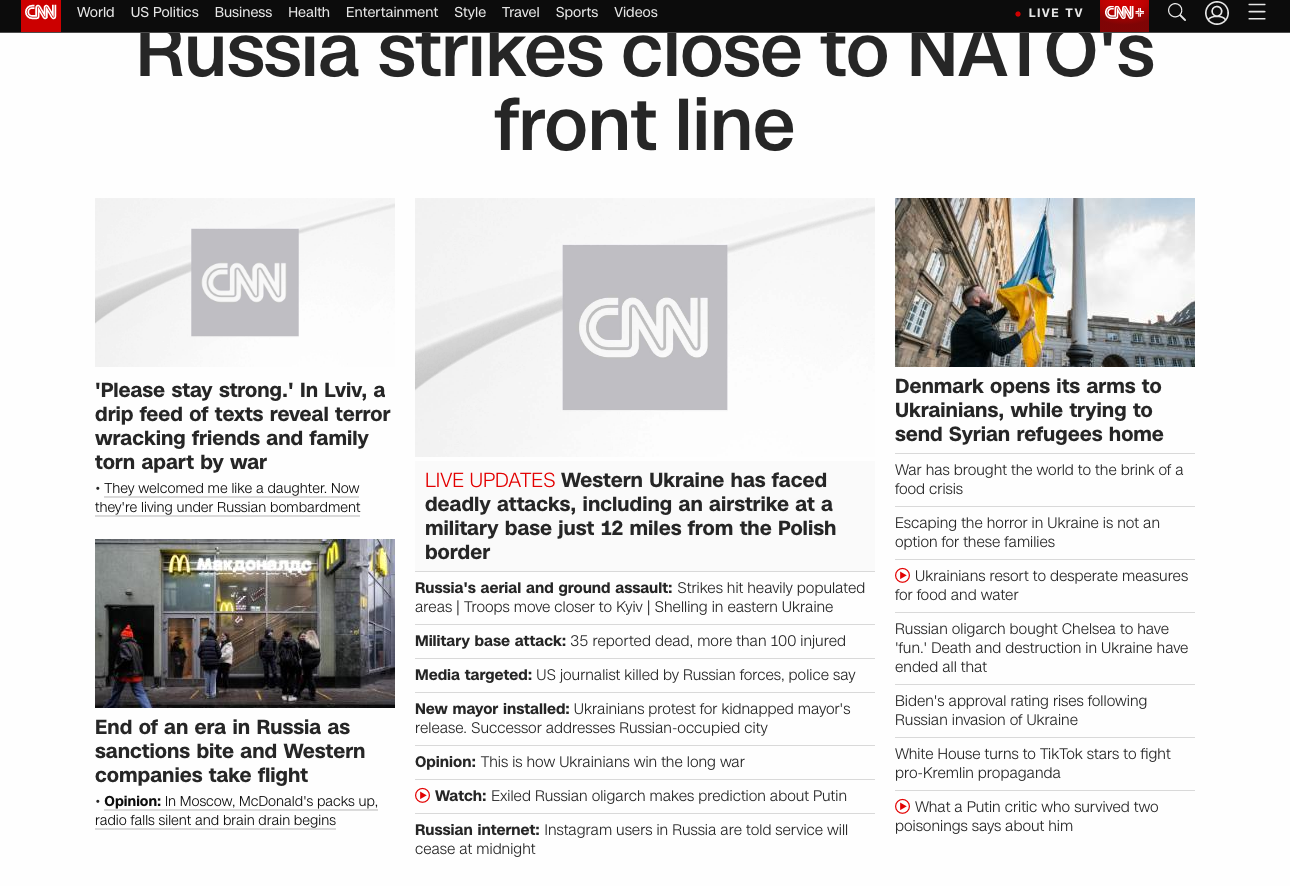 CNN World US Politics Business Health Entertainment Style Travel Sports Videos LIVE TV CNN+
Russia strikes close to NATO's
front line
CNN
'Please stay strong.' In Lviv, a
drip feed of texts reveal terror
wracking friends and family
torn apart by war
• They welcomed me like a daughter. Now
they're living under Russian bombardment
Макдоналдс
End of an era in Russia as
sanctions bite and Western
companies take flight
• Opinion: In Moscow, McDonald's packs up,
radio falls silent and brain drain begins
CNN
LIVE UPDATES Western Ukraine has faced
deadly attacks, including an airstrike at a
military base just 12 miles from the Polish
border
Russia's aerial and ground assault: Strikes hit heavily populated
areas | Troops move closer to Kyiv | Shelling in eastern Ukraine
Military base attack: 35 reported dead, more than 100 injured
Media targeted: US journalist killed by Russian forces, police say
New mayor installed: Ukrainians protest for kidnapped mayor's
release. Successor addresses Russian-occupied city
Opinion: This is how Ukrainians win the long war
Watch: Exiled Russian oligarch makes prediction about Putin
Russian internet: Instagram users in Russia are told service will
cease at midnight
Denmark opens its arms to
Ukrainians, while trying to
send Syrian refugees home
War has brought the world to the brink of a
food crisis
Escaping the horror in Ukraine is not an
option for these families
Ukrainians resort to desperate measures
for food and water
Russian oligarch bought Chelsea to have
'fun.' Death and destruction in Ukraine have
ended all that
Biden's approval rating rises following
Russian invasion of Ukraine
White House turns to TikTok stars to fight
pro-Kremlin propaganda
What a Putin critic who survived two
poisonings says about him